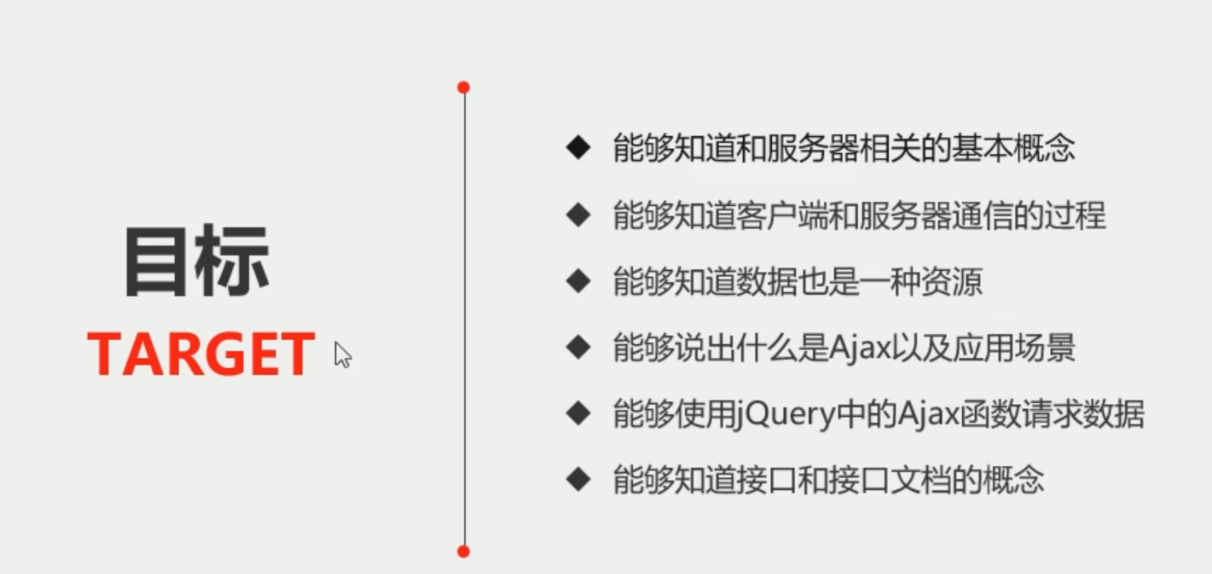 目标
TARGET
能够知道和服务器相关的基本概念
能够知道客户端和服务器通信的过程
能够知道数据也是一种资源
能够说出什么是Ajax以及应用场景
能够使用jQuery中的Ajax函数请求数据
能够知道接口和接口文档的概念